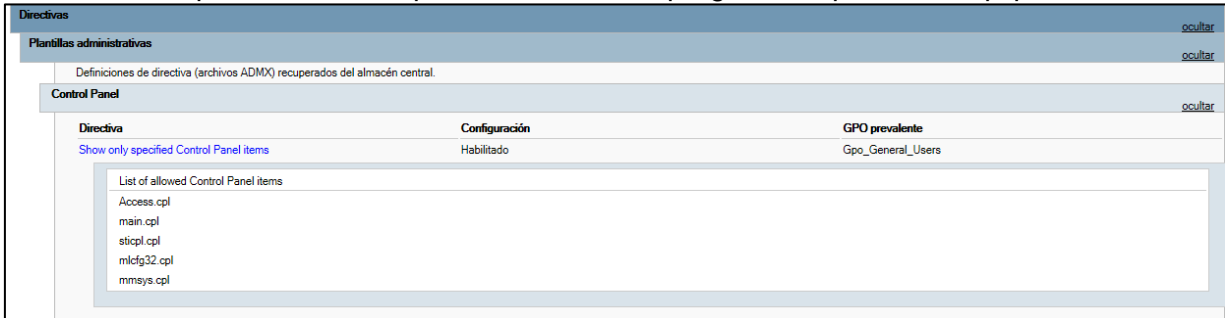 Directivas
ocultar
Plantillas administrativas
ocultar
Definiciones de directiva (archivos ADMX) recuperados del almacén central.
Control Panel
ocultar
Directiva Configuración GPO prevalente
Show only specified Control Panel items Habilitado Gpo_General_Users
List of allowed Control Panel items
Access.cpl
main.cpl
sticpl.cpl
mlcfg32.cpl
mmsys.cpl